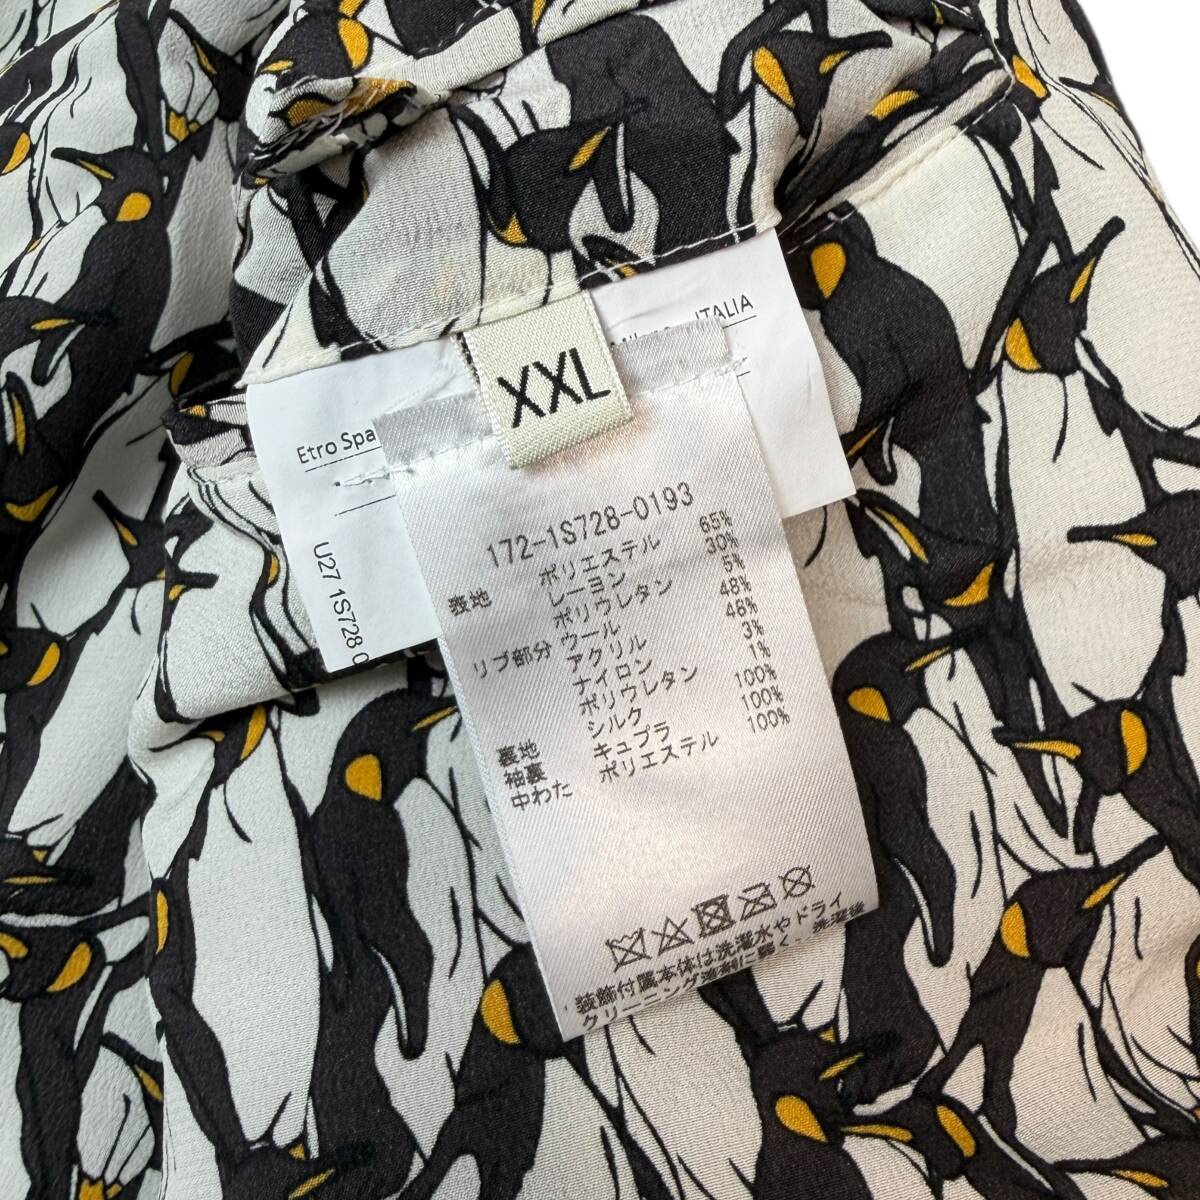 XXL
ITALIA
Etro Spa
U27 1S728 0
172-1S728-0193
表地 ポリエステル 65%
レーヨン 30%
ポリウレタン 5%
リブ部分 ウール 48%
アクリル 48%
ナイロン 3%
ポリウレタン 1%
裏地 シルク 100%
袖裏 キュプラ 100%
中わた ポリエステル 100%
装飾付属本体は洗濯水やドライ
クリーニング溶剤に弱く、洗濯後